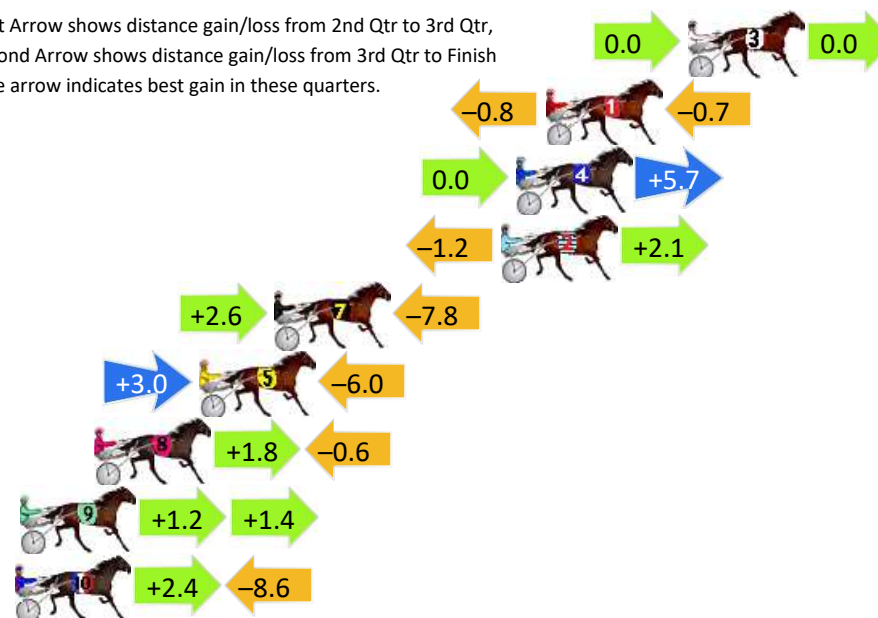 t Arrow shows distance gain/loss from 2nd Qtr to 3rd Qtr,
ond Arrow shows distance gain/loss from 3rd Qtr to Finish
e arrow indicates best gain in these quarters.
0.0 3 0.0
–0.8 1 –0.7
0.0 4 +5.7
–1.2 2 +2.1
+2.6 7 –7.8
+3.0 5 –6.0
8 +1.8 –0.6
9 +1.2 +1.4
10 +2.4 –8.6